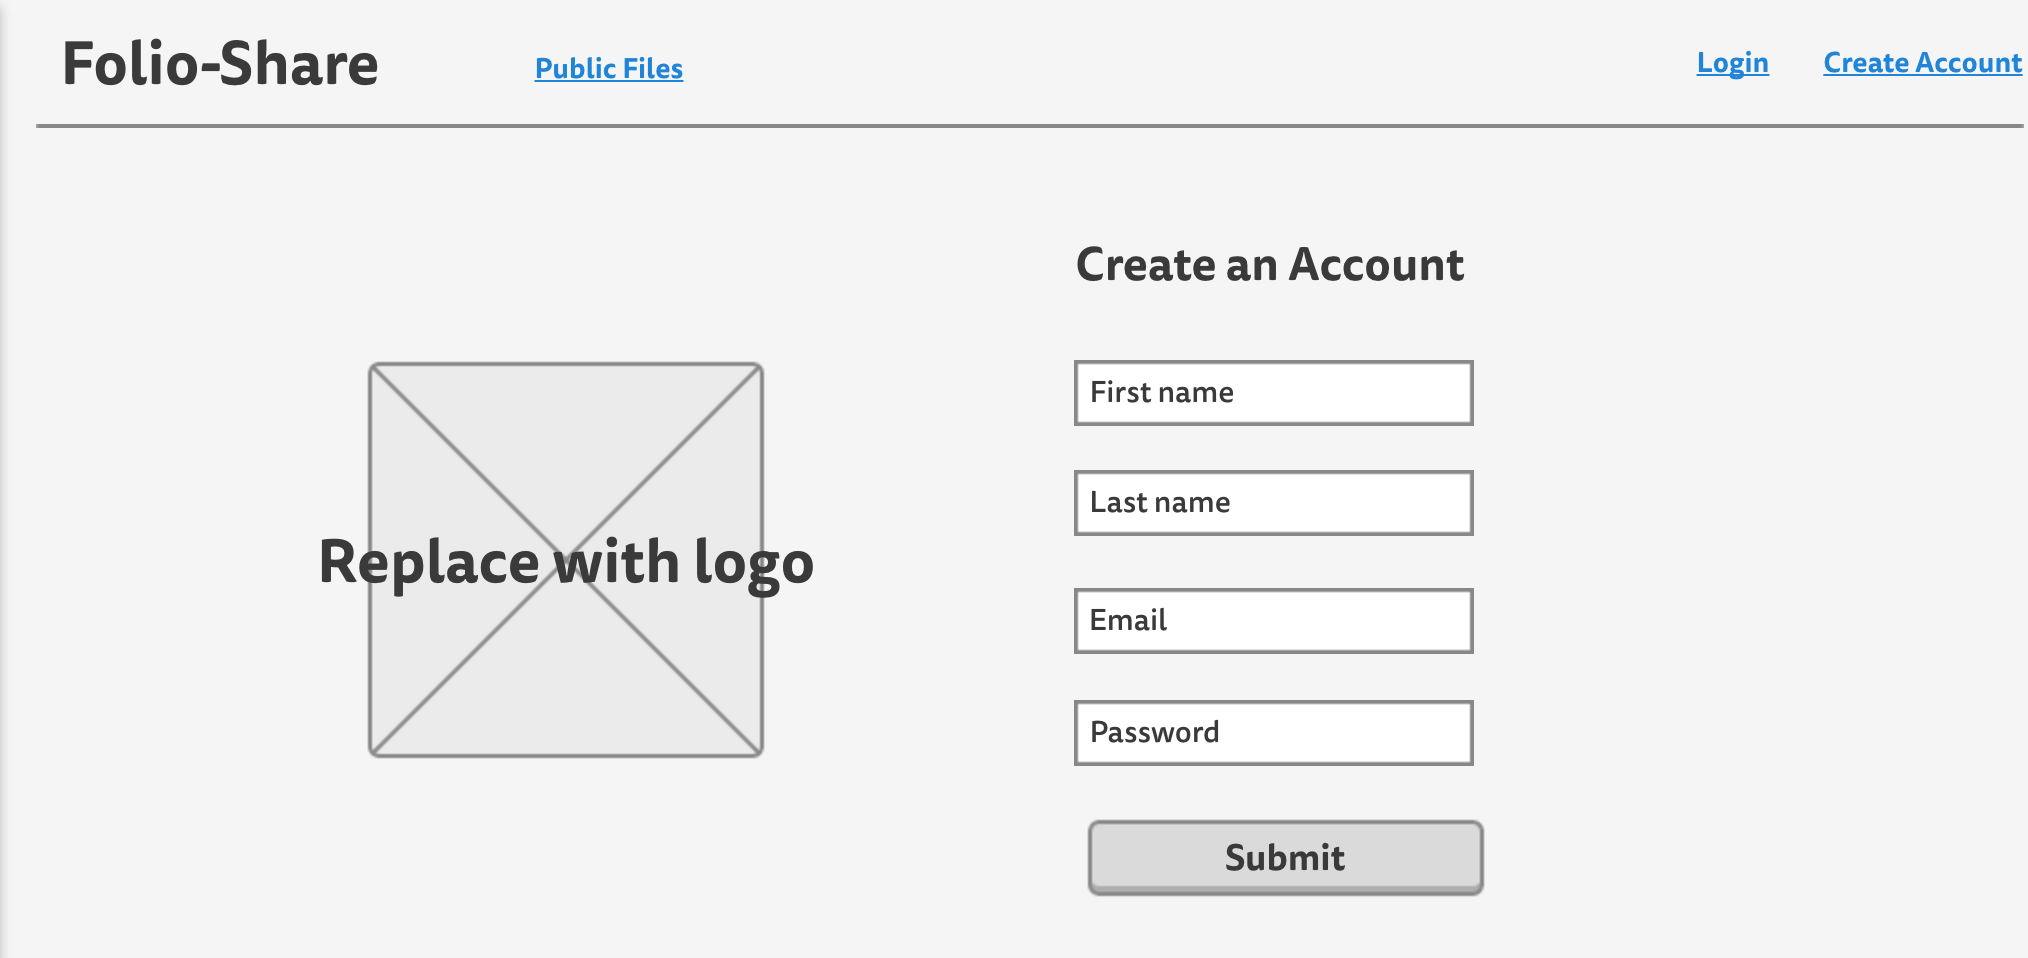 Folio-Share
Public Files
Login
Create Account
Replace with logo
Create an Account
First name
Last name
Email
Password
Submit